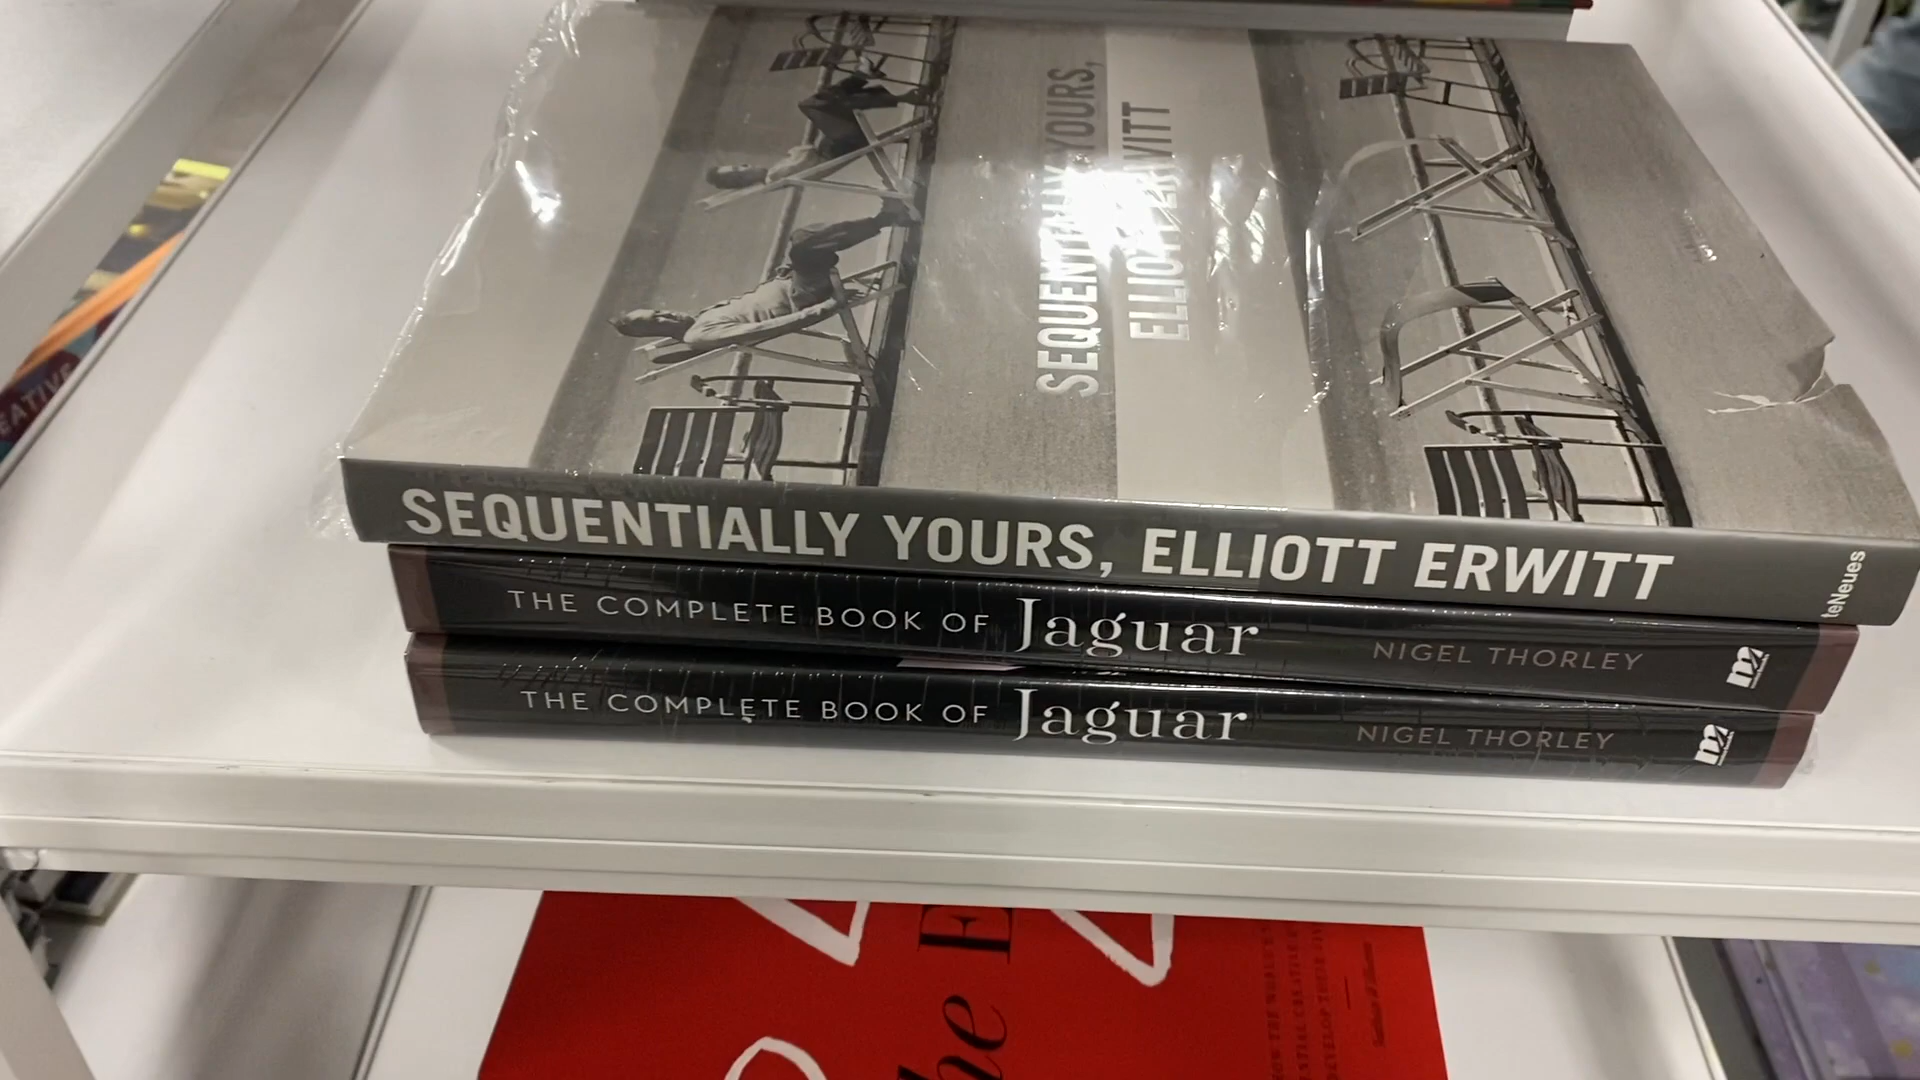 SEQUENTIALLY YOURS,
ELLIOTT ERWITT
SEQUENTIALLY YOURS, ELLIOTT ERWITT
teNeues
THE COMPLETE BOOK OF Jaguar NIGEL THORLEY
THE COMPLETE BOOK OF Jaguar NIGEL THORLEY